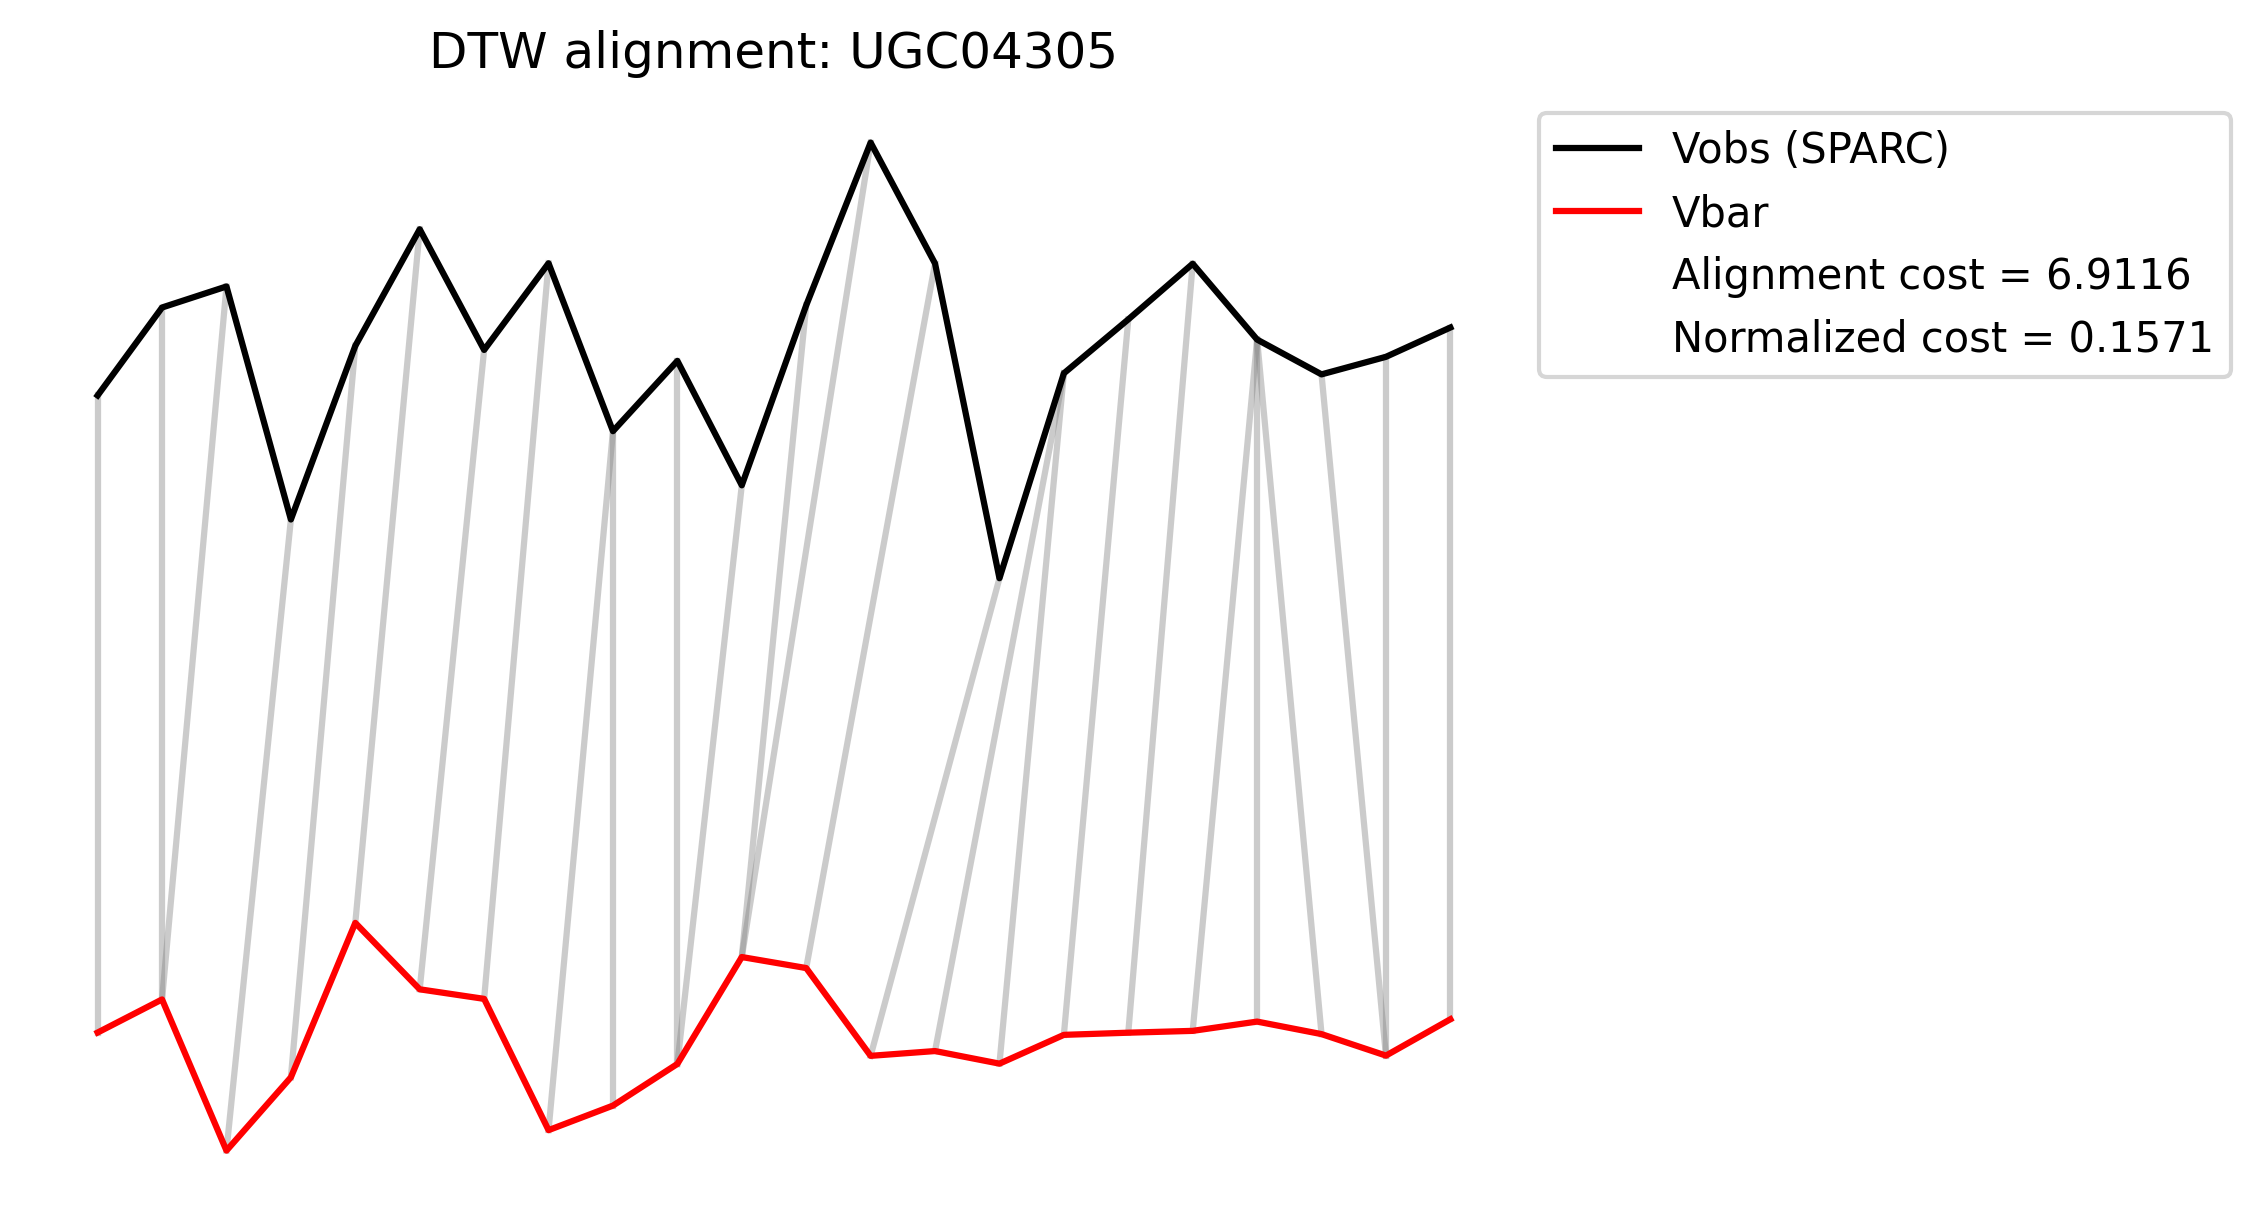 DTW alignment: UGC04305
Vobs (SPARC)
Vbar
Alignment cost = 6.9116
Normalized cost = 0.1571